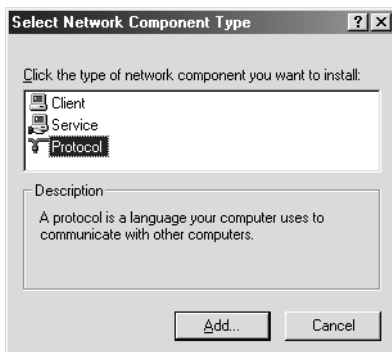 Select Network Component Type
Click the type of network component you want to install:
Client
Service
Protocol
Description
A protocol is a language your computer uses to
communicate with other computers.
Add...
Cancel